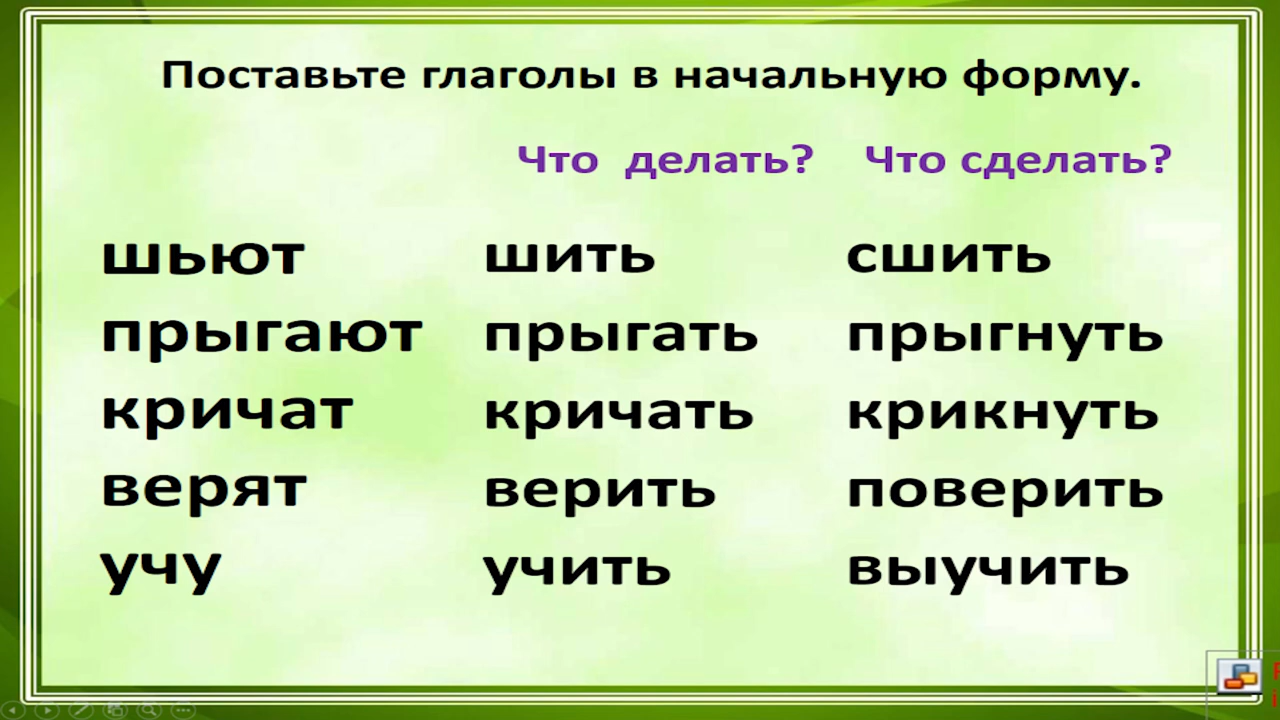 Поставьте глаголы в начальную форму.
Что делать? Что сделать?
шьют шить сшить
прыгают прыгать прыгнуть
кричат кричать крикнуть
верят верить поверить
учу учить выучить